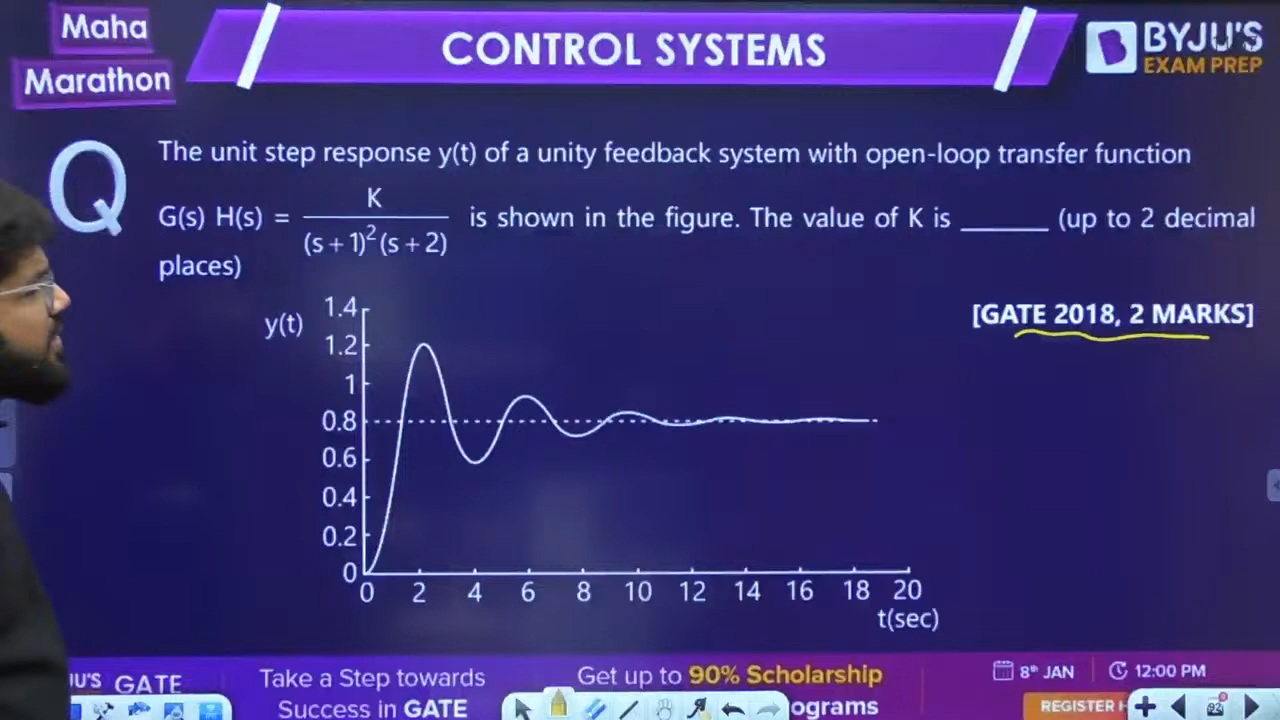 Maha
Marathon
CONTROL SYSTEMS
BYJU'S
EXAM PREP
Q
The unit step response y(t) of a unity feedback system with open-loop transfer function
G(s) H(s) = K / (s + 1)² (s + 2) is shown in the figure. The value of K is ______ (up to 2 decimal
places)
[GATE 2018, 2 MARKS]
y(t)
1.4
1.2
1
0.8
0.6
0.4
0.2
0
0 2 4 6 8 10 12 14 16 18 20
t(sec)
JU'S GATE
Take a Step towards
Success in GATE
Get up to 90% Scholarship
ograms
8th JAN
12:00 PM
REGISTER
92